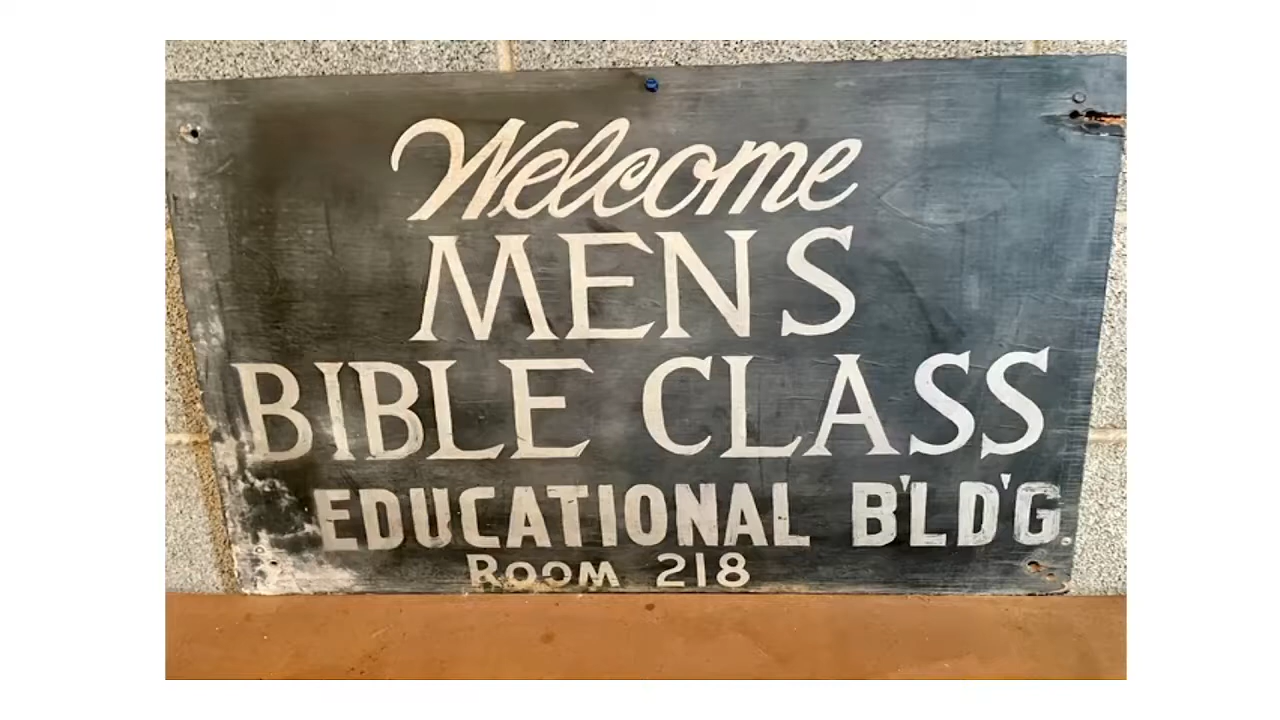 Welcome
MENS
BIBLE CLASS
EDUCATIONAL B'LD'G.
ROOM 218